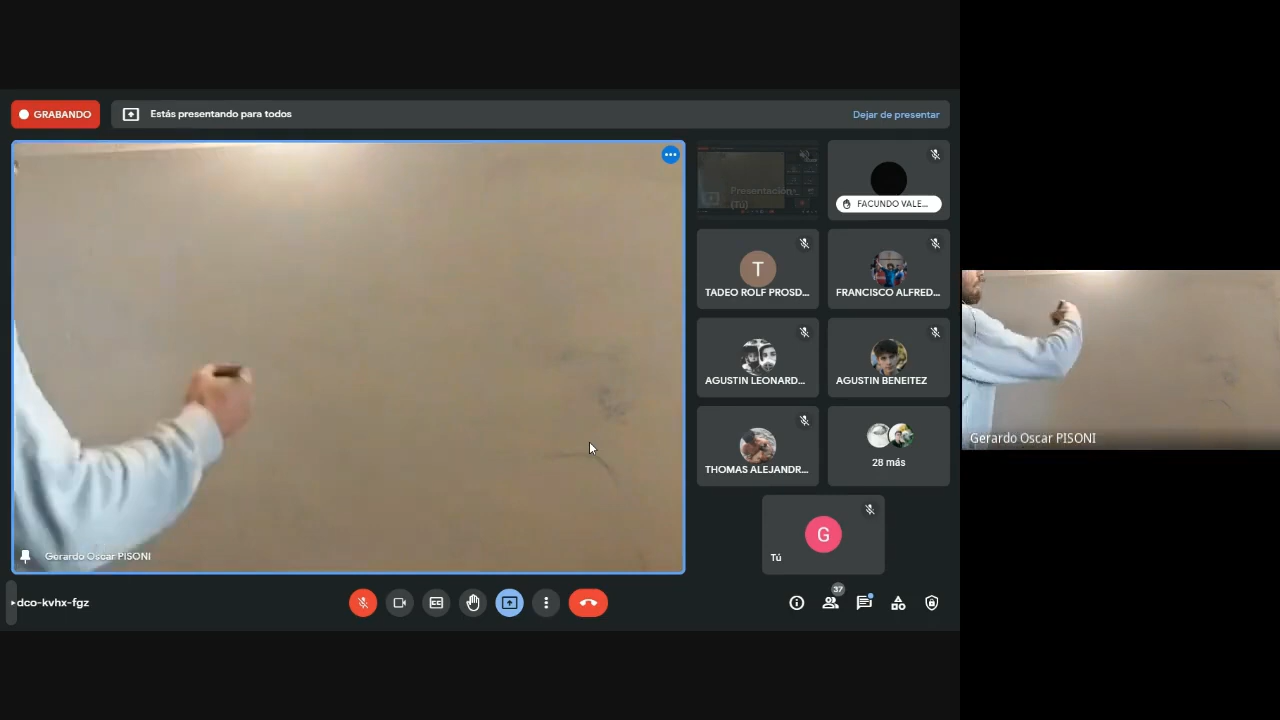 GRABANDO
Estás presentando para todos
Dejar de presentar
Presentación
(Tú)
FACUNDO VALE...
T
TADEO ROLF PROSD...
FRANCISCO ALFRED...
AGUSTIN LEONARD...
AGUSTIN BENEITEZ
THOMAS ALEJANDR...
28 más
G
Tú
Gerardo Oscar PISONI
Gerardo Oscar PISONI
dco-kvhx-fgz
37